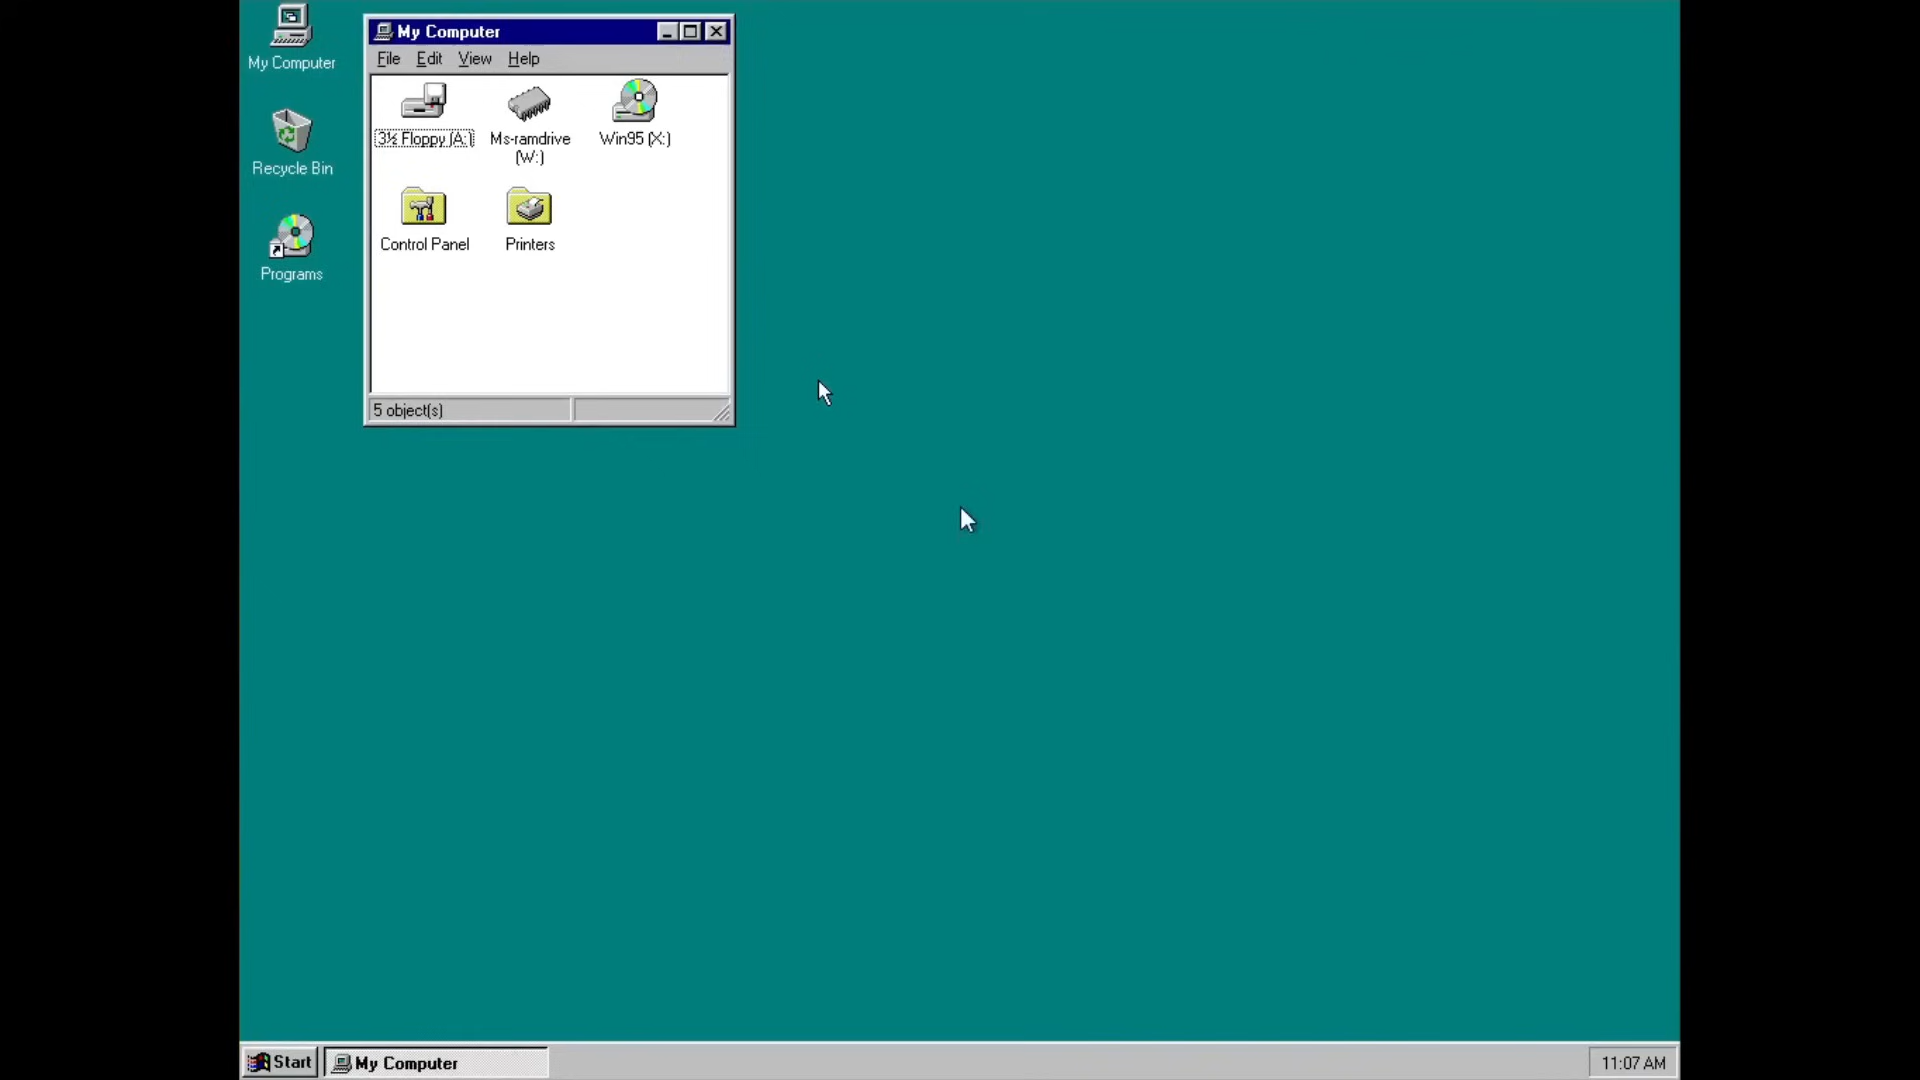 My Computer
Recycle Bin
Programs
My Computer
File Edit View Help
3½ Floppy (A:)
Ms-ramdrive
(W:)
Win95 (X:)
Control Panel
Printers
5 object(s)
Start
My Computer
11:07 AM